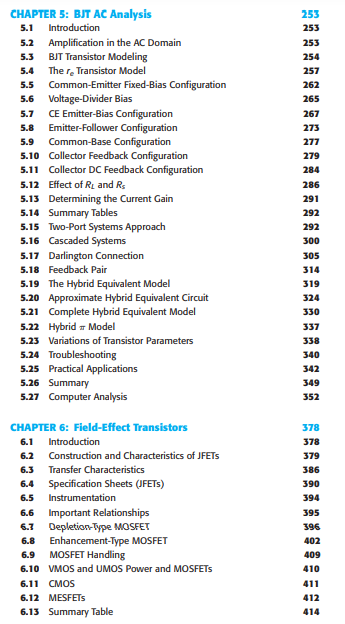 CHAPTER 5: BJT AC Analysis 253
5.1 Introduction 253
5.2 Amplification in the AC Domain 253
5.3 BJT Transistor Modeling 254
5.4 The re Transistor Model 257
5.5 Common-Emitter Fixed-Bias Configuration 262
5.6 Voltage-Divider Bias 265
5.7 CE Emitter-Bias Configuration 267
5.8 Emitter-Follower Configuration 273
5.9 Common-Base Configuration 277
5.10 Collector Feedback Configuration 279
5.11 Collector DC Feedback Configuration 284
5.12 Effect of RL and Rs 286
5.13 Determining the Current Gain 291
5.14 Summary Tables 292
5.15 Two-Port Systems Approach 292
5.16 Cascaded Systems 300
5.17 Darlington Connection 305
5.18 Feedback Pair 314
5.19 The Hybrid Equivalent Model 319
5.20 Approximate Hybrid Equivalent Circuit 324
5.21 Complete Hybrid Equivalent Model 330
5.22 Hybrid π Model 337
5.23 Variations of Transistor Parameters 338
5.24 Troubleshooting 340
5.25 Practical Applications 342
5.26 Summary 349
5.27 Computer Analysis 352
CHAPTER 6: Field-Effect Transistors 378
6.1 Introduction 378
6.2 Construction and Characteristics of JFETs 379
6.3 Transfer Characteristics 386
6.4 Specification Sheets (JFETs) 390
6.5 Instrumentation 394
6.6 Important Relationships 395
6.7 Depletion-Type MOSFET 396
6.8 Enhancement-Type MOSFET 402
6.9 MOSFET Handling 409
6.10 VMOS and UMOS Power and MOSFETs 410
6.11 CMOS 411
6.12 MESFETs 412
6.13 Summary Table 414